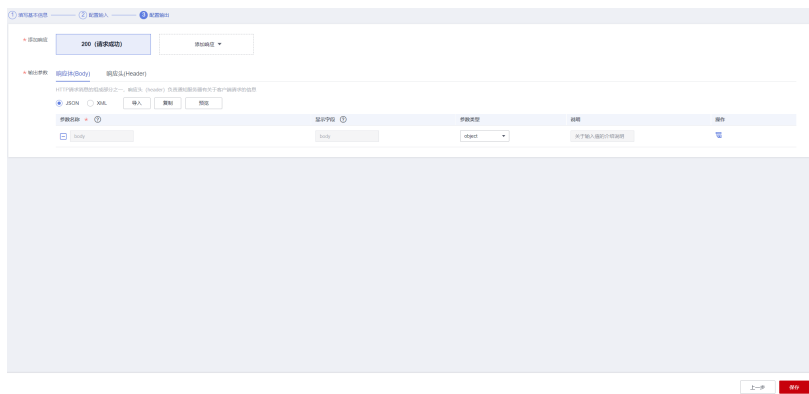 1 填写基本信息 2 配置输入 3 配置输出
* 添加响应 200（请求成功） 添加响应
* 输出参数 响应体(Body) 响应头(Header)
JSON XML 导入 复制 预览
参数名称 * ? 显示字段 ? 参数类型 说明 操作
body body object
上一步 保存